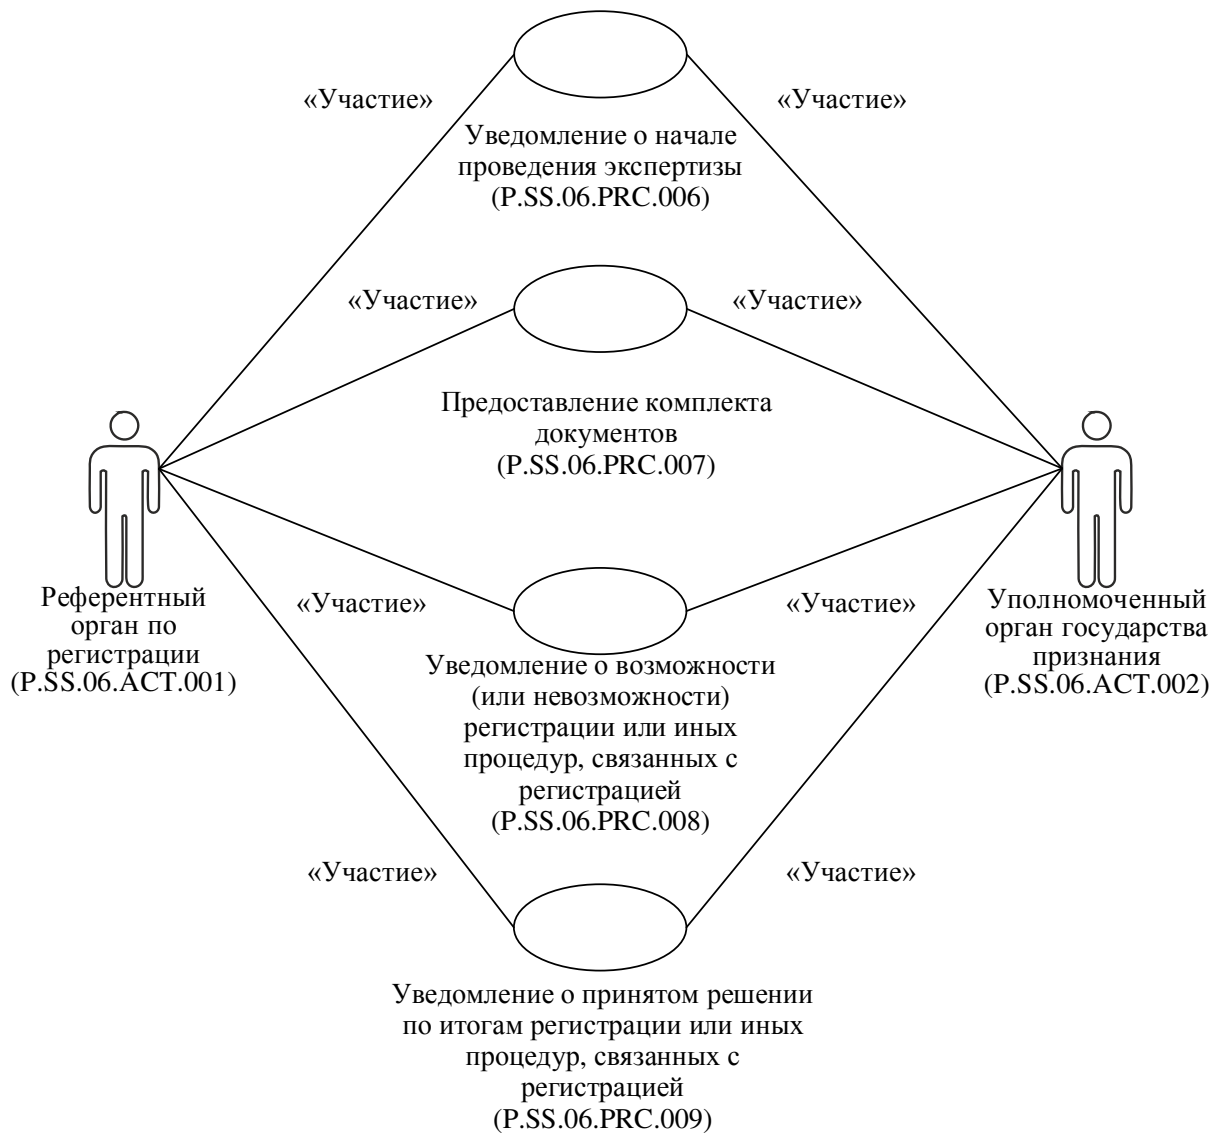 «Участие»
«Участие»
Уведомление о начале
проведения экспертизы
(P.SS.06.PRC.006)
«Участие»
«Участие»
Предоставление комплекта
документов
(P.SS.06.PRC.007)
Референтный
орган по
регистрации
(P.SS.06.ACT.001)
«Участие»
«Участие»
Уполномоченный
орган государства
признания
(P.SS.06.ACT.002)
Уведомление о возможности
(или невозможности)
регистрации или иных
процедур, связанных с
регистрацией
(P.SS.06.PRC.008)
«Участие»
«Участие»
Уведомление о принятом решении
по итогам регистрации или иных
процедур, связанных с
регистрацией
(P.SS.06.PRC.009)